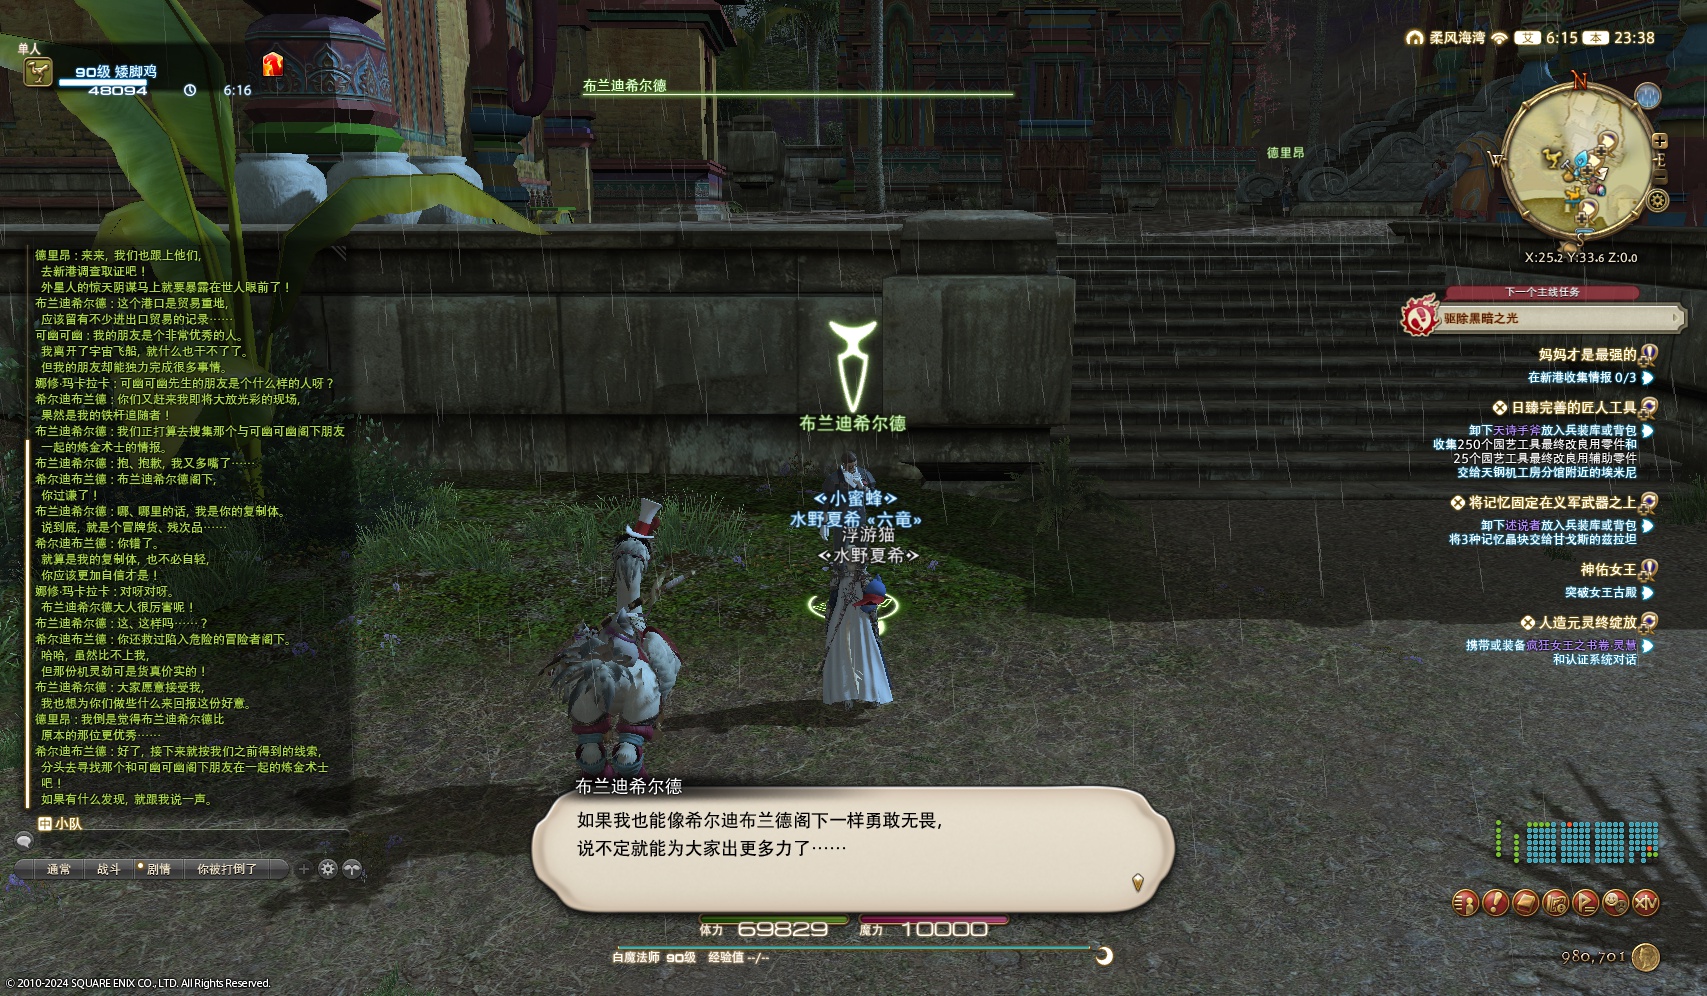 单人
90级 矮脚鸡
48094
6:16
布兰迪希尔德
德里昂
柔风海湾 艾 6:15 本 23:38
N
W
E
S
X:25.2 Y:33.6 Z:0.0
下一个主线任务
驱除黑暗之光
妈妈才是最强的
在新港收集情报 0/3
日臻完善的匠人工具
卸下天诗手斧放入兵装库或背包
收集250个园艺工具最终改良用零件和
25个园艺工具最终改良用辅助零件
交给天钢机工房分馆附近的埃米尼
将记忆固定在义军武器之上
卸下述说者放入兵装库或背包
将3种记忆晶块交给甘戈斯的兹拉坦
神佑女王
突破女王古殿
人造元灵终绽放
携带或装备疯狂女王之书卷·灵慧
和认证系统对话
德里昂：来来，我们也跟上他们，
去新港调查取证吧！
外星人的惊天阴谋马上就要暴露在世人眼前了！
布兰迪希尔德：这个港口是贸易重地，
应该留有不少进出口贸易的记录……
可幽可幽：我的朋友是个非常优秀的人。
我离开了宇宙飞船，就什么也干不了了。
但我的朋友却能独力完成很多事情。
娜修·玛卡拉卡：可幽可幽先生的朋友是个什么样的人呀？
希尔迪布兰德：你们又赶来我即将大放光彩的现场，
果然是我的铁杆追随者！
布兰迪希尔德：我们正打算去搜集那个与可幽可幽阁下朋友
一起的炼金术士的情报。
布兰迪希尔德：抱、抱歉，我又多嘴了……
希尔迪布兰德：布兰迪希尔德阁下，
你过谦了！
布兰迪希尔德：哪、哪里的话，我是你的复制体。
说到底，就是个冒牌货、残次品……
希尔迪布兰德：你错了。
就算是我的复制体，也不必自轻，
你应该更加自信才是！
娜修·玛卡拉卡：对呀对呀。
布兰迪希尔德大人很厉害呢！
布兰迪希尔德：这、这样吗……？
希尔迪布兰德：你还救过陷入危险的冒险者阁下。
哈哈，虽然比不上我，
但那份机灵劲可是货真价实的！
布兰迪希尔德：大家愿意接受我，
我也想为你们做些什么来回报这份好意。
德里昂：我倒是觉得布兰迪希尔德比
原本的那位更优秀……
希尔迪布兰德：好了，接下来就按我们之前得到的线索，
分头去寻找那个和可幽可幽阁下朋友在一起的炼金术士
吧！
如果有什么发现，就跟我说一声。
小队
通常 战斗 剧情 你被打倒了
布兰迪希尔德
小蜜蜂
水野夏希 «六竜»
浮游猫
水野夏希
布兰迪希尔德
如果我也能像希尔迪布兰德阁下一样勇敢无畏，
说不定就能为大家出更多力了……
体力 69829 魔力 10000
白魔法师 90级 经验值 --/--
XIV
980,701
© 2010-2024 SQUARE ENIX CO., LTD. All Rights Reserved.